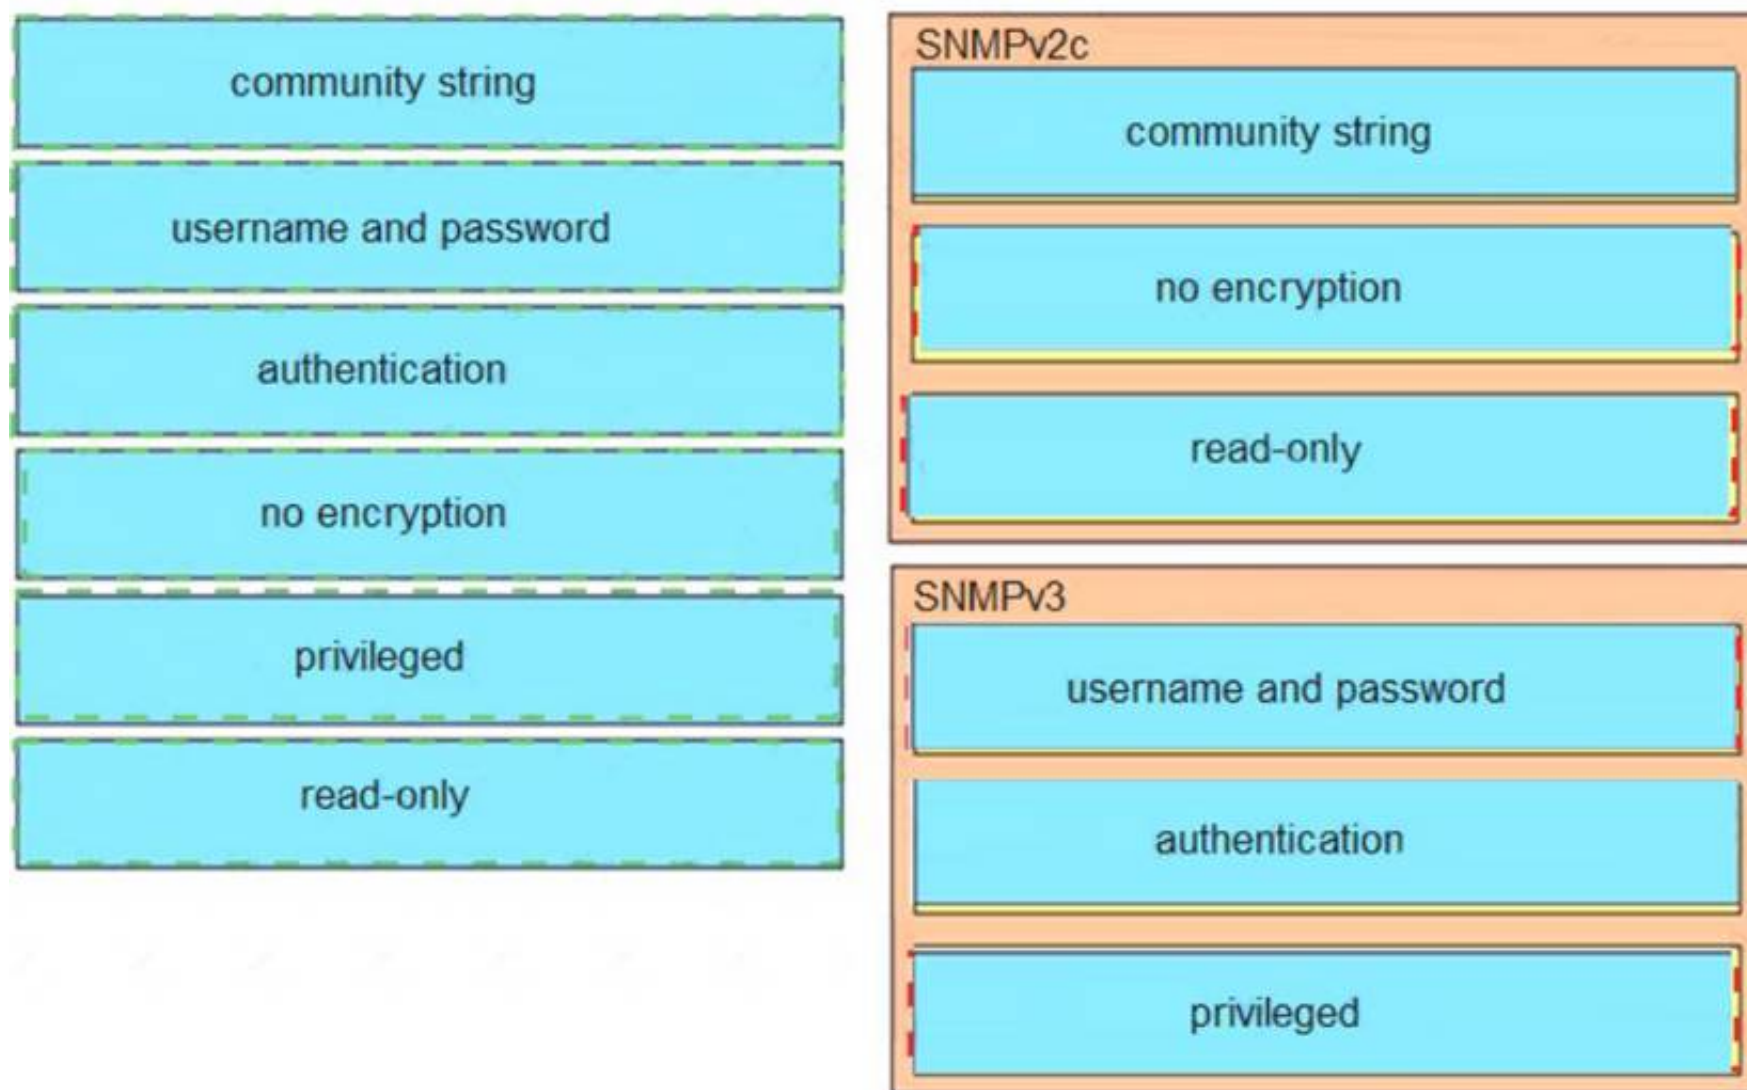 community string
username and password
authentication
no encryption
privileged
read-only
SNMPv2c
community string
no encryption
read-only
SNMPv3
username and password
authentication
privileged